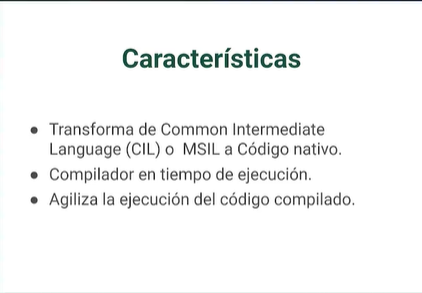 Características
● Transforma de Common Intermediate
Language (CIL) o MSIL a Código nativo.
● Compilador en tiempo de ejecución.
● Agiliza la ejecución del código compilado.